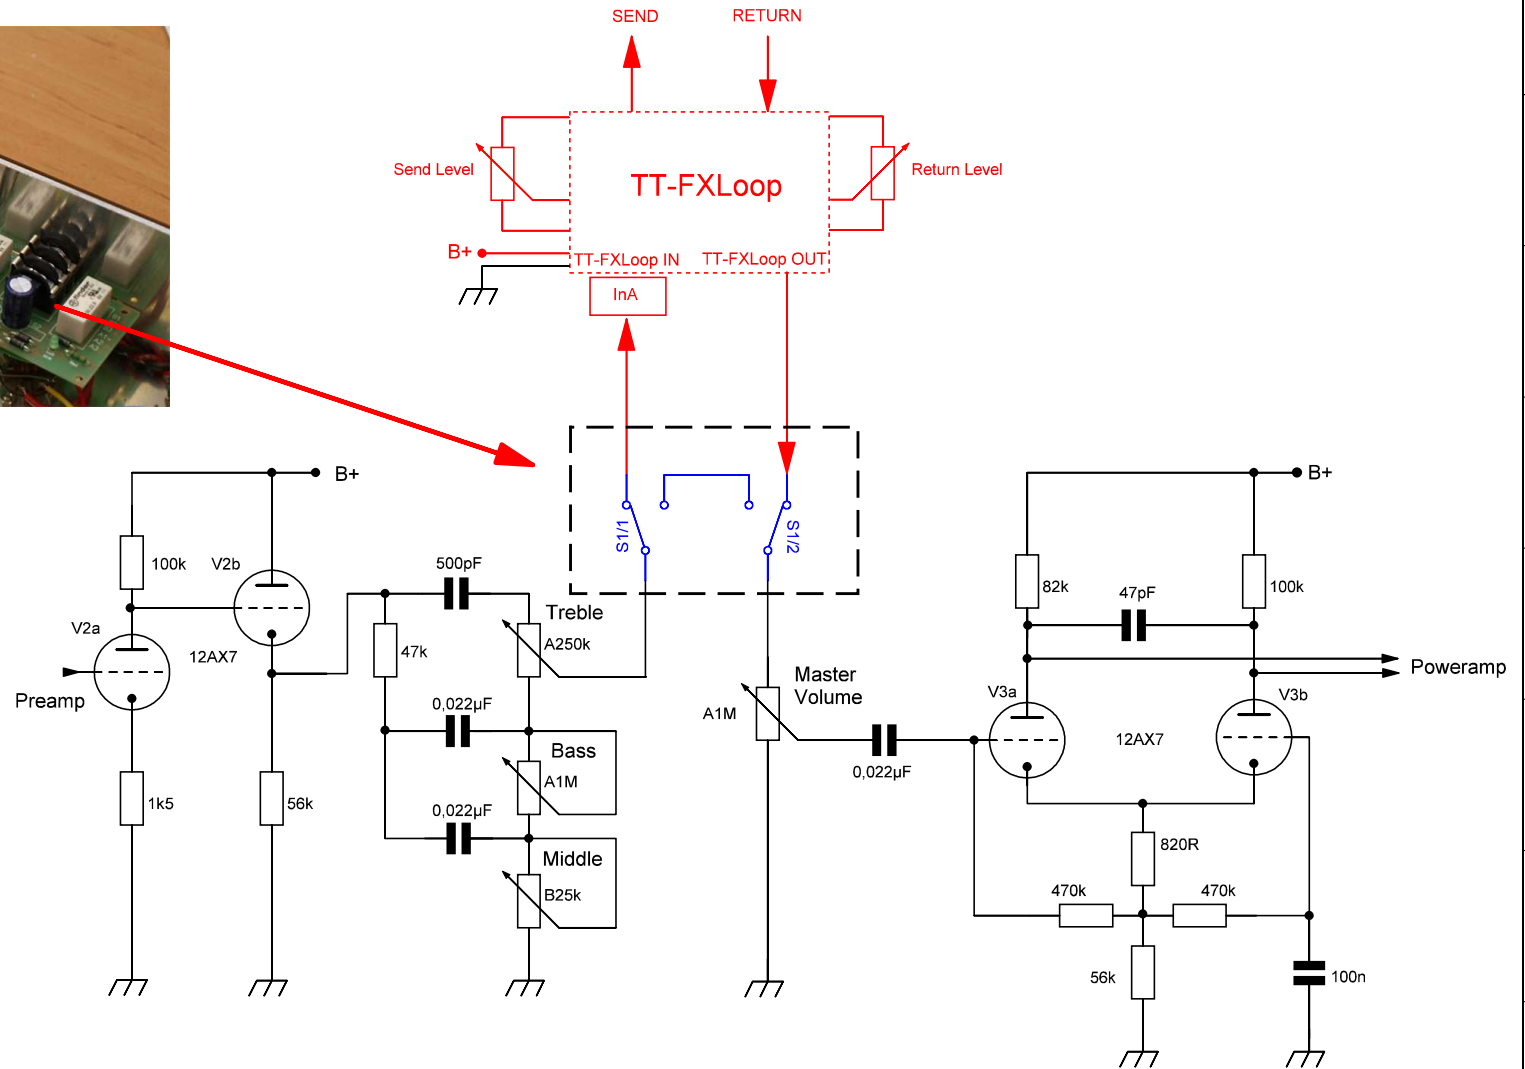 SEND
RETURN
Send Level
TT-FXLoop
Return Level
B+
TT-FXLoop IN
TT-FXLoop OUT
InA
S1/1
S1/2
B+
B+
100k
V2b
V2a
12AX7
Preamp
1k5
56k
500pF
47k
Treble
A250k
0,022µF
Bass
A1M
0,022µF
Middle
B25k
Master
Volume
A1M
0,022µF
82k
47pF
100k
Poweramp
V3a
V3b
12AX7
820R
470k
470k
56k
100n